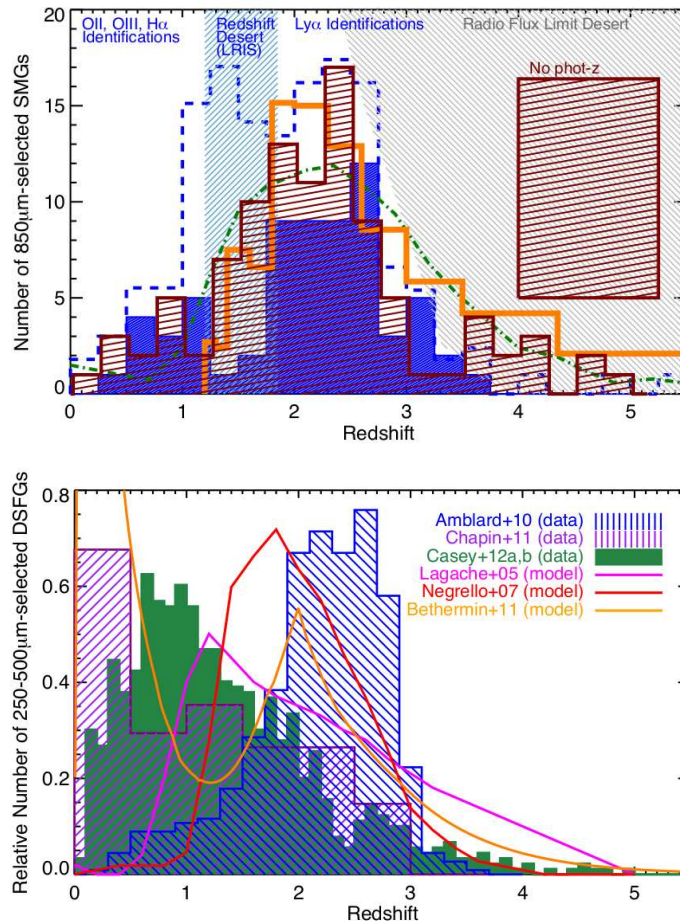 OII, OIII, Hα
Identifications
Redshift
Desert
(LRIS)
Lyα Identifications
Radio Flux Limit Desert
No phot-z
Number of 850μm-selected SMGs
20
15
10
5
0
0 1 2 3 4 5
Redshift
Amblard+10 (data)
Chapin+11 (data)
Casey+12a,b (data)
Lagache+05 (model)
Negrello+07 (model)
Bethermin+11 (model)
Relative Number of 250-500μm-selected DSFGs
0.8
0.6
0.4
0.2
0.0
0 1 2 3 4 5
Redshift